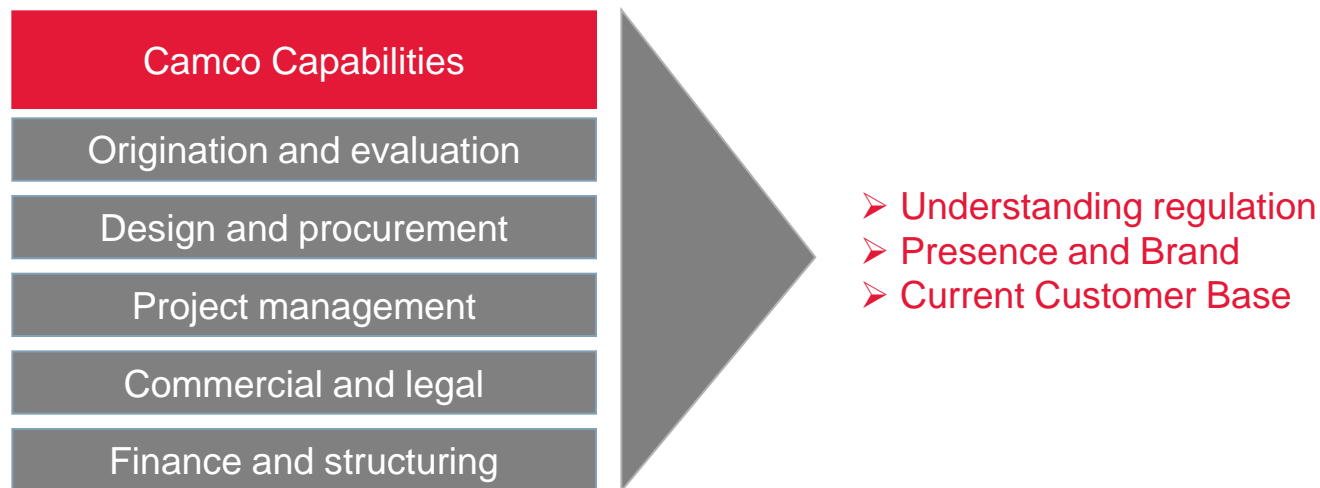 Camco Capabilities
Origination and evaluation
Design and procurement
Project management
Commercial and legal
Finance and structuring
➢ Understanding regulation
➢ Presence and Brand
➢ Current Customer Base